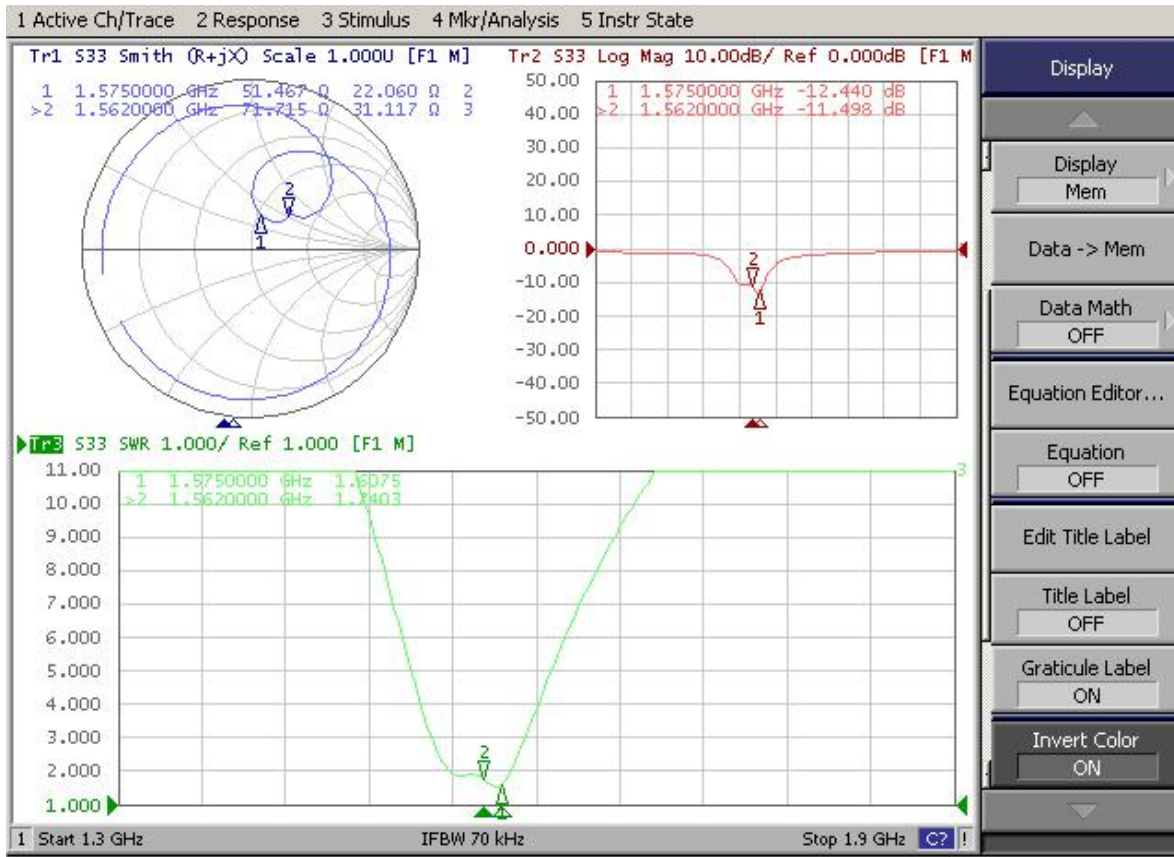 1 Active Ch/Trace 2 Response 3 Stimulus 4 Mkr/Analysis 5 Instr State
Tr1 S33 Smith (R+jX) Scale 1.000U [F1 M]
1 1.5750000 GHz 51.467 Ω 22.060 Ω 2
>2 1.5620000 GHz 71.715 Ω 31.117 Ω 3
2
1
Tr2 S33 Log Mag 10.00dB/ Ref 0.000dB [F1 M
50.00
1 1.5750000 GHz -12.440 dB
>2 1.5620000 GHz -11.498 dB
40.00
30.00
20.00
10.00
0.000
-10.00
-20.00
-30.00
-40.00
-50.00
2
1
Tr3 S33 SWR 1.000/ Ref 1.000 [F1 M]
11.00
1 1.5750000 GHz 1.6075
>2 1.5620000 GHz 1.7403
3
10.00
9.000
8.000
7.000
6.000
5.000
4.000
3.000
2.000
1.000
2
1 Start 1.3 GHz IFBW 70 kHz Stop 1.9 GHz C? !
Display
Display
Mem
Data -> Mem
Data Math
OFF
Equation Editor...
Equation
OFF
Edit Title Label
Title Label
OFF
Graticule Label
ON
Invert Color
ON